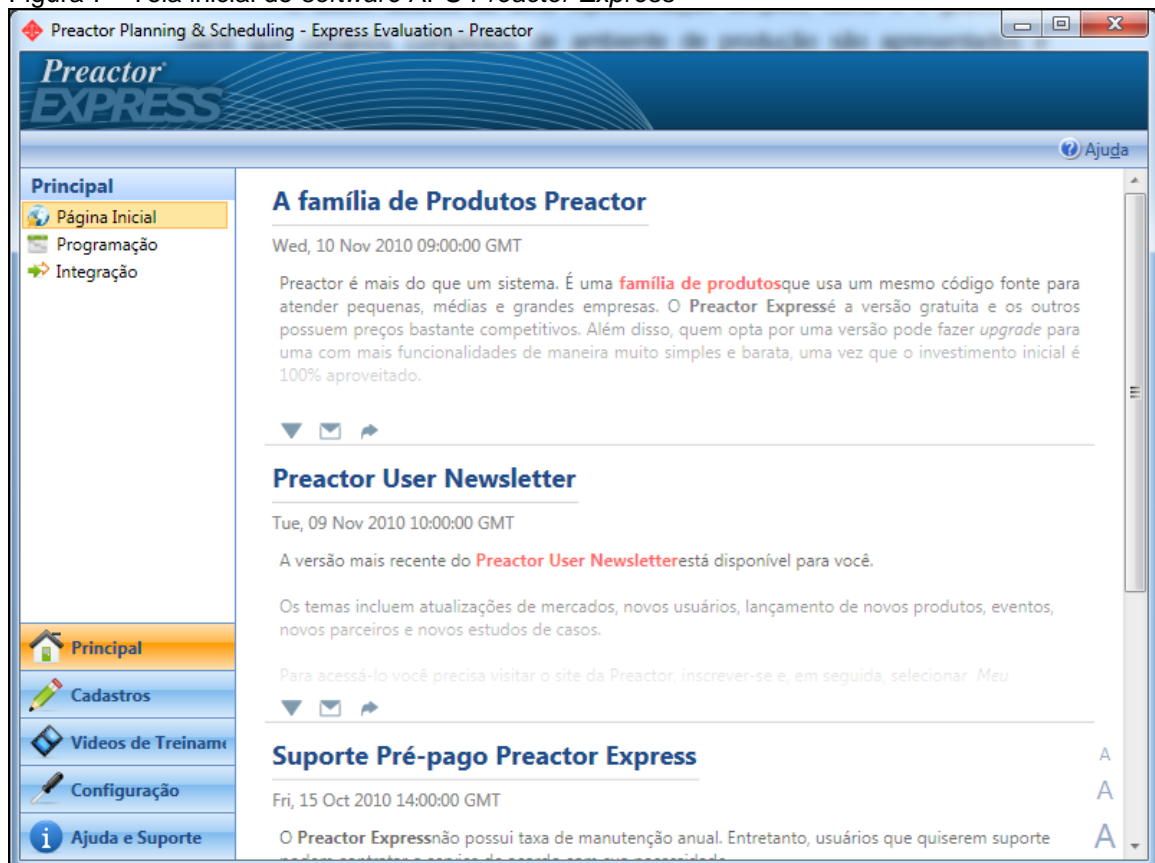 Preactor Planning & Scheduling - Express Evaluation - Preactor
de ambiente de produção são apresentados e
Preactor
EXPRESS
Ajuda
Principal
Página Inicial
Programação
Integração
A família de Produtos Preactor
Wed, 10 Nov 2010 09:00:00 GMT
Preactor é mais do que um sistema. É uma família de produtosque usa um mesmo código fonte para
atender pequenas, médias e grandes empresas. O Preactor Expressé a versão gratuita e os outros
possuem preços bastante competitivos. Além disso, quem opta por uma versão pode fazer upgrade para
uma com mais funcionalidades de maneira muito simples e barata, uma vez que o investimento inicial é
100% aproveitado.
Preactor User Newsletter
Tue, 09 Nov 2010 10:00:00 GMT
A versão mais recente do Preactor User Newsletterestá disponível para você.
Os temas incluem atualizações de mercados, novos usuários, lançamento de novos produtos, eventos,
novos parceiros e novos estudos de casos.
Para acessá-lo você precisa visitar o site da Preactor, inscrever-se e, em seguida, selecionar Meu
Suporte Pré-pago Preactor Express
Fri, 15 Oct 2010 14:00:00 GMT
O Preactor Expressnão possui taxa de manutenção anual. Entretanto, usuários que quiserem suporte
A
A
A
Principal
Cadastros
Videos de Treiname
Configuração
Ajuda e Suporte